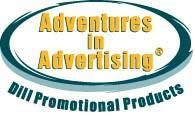 Adventures
in
Advertising®
Dill Promotional Products